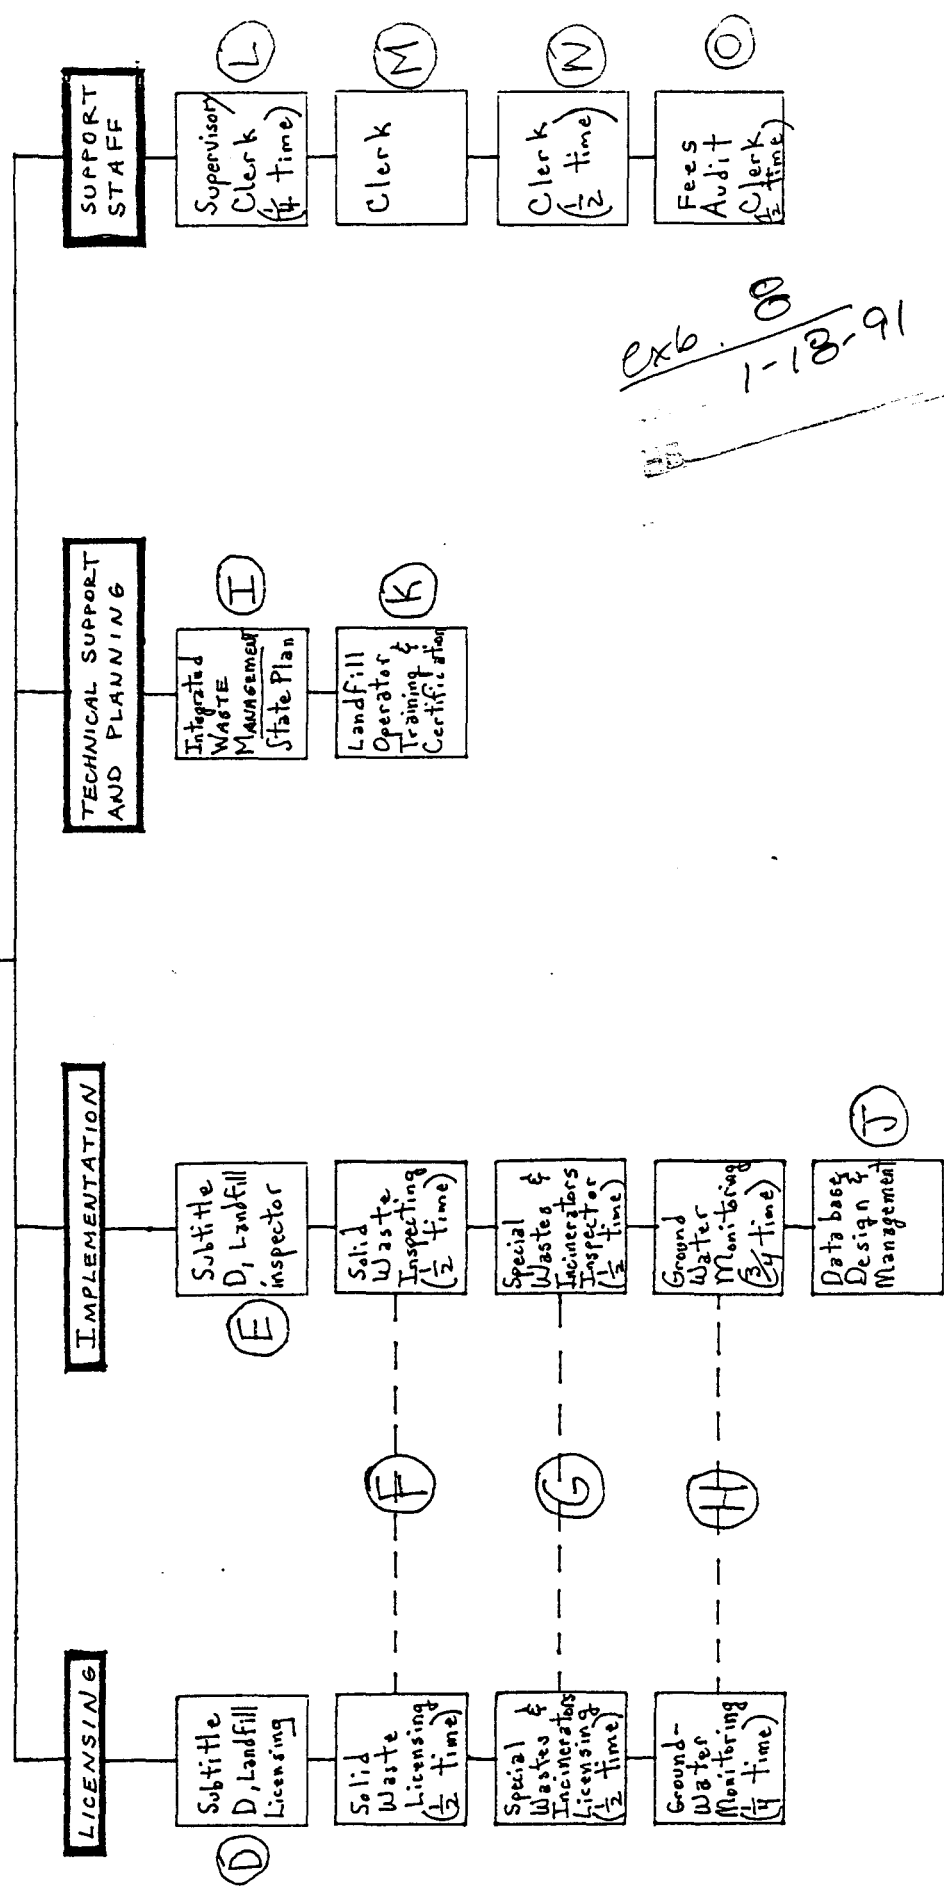 LICENSING
D
Subtitle
D, Landfill
Licensing
Solid
Waste
Licensing
(1/2 time)
Special &
Wastes &
Incinerators
Licensing
(1/2 time)
Ground-
Water
Monitoring
(1/4 time)
F
G
H
IMPLEMENTATION
E
Subtitle
D, Landfill
inspector
Solid
Waste
Inspecting
(1/2 time)
Special
Wastes &
Incinerators
Inspector
(1/2 time)
Ground
Water
Monitoring
(3/4 time)
Database
Design &
Management
J
TECHNICAL SUPPORT
AND PLANNING
Integrated
WASTE
MANAGEMENT
State Plan
I
Landfill
Operator
Training &
Certification
K
SUPPORT
STAFF
Supervisory
Clerk
(1/4 time)
L
Clerk
M
Clerk
(1/2 time)
N
Fees
Audit
Clerk
(1/2 time)
O
exb. 8
1-18-91